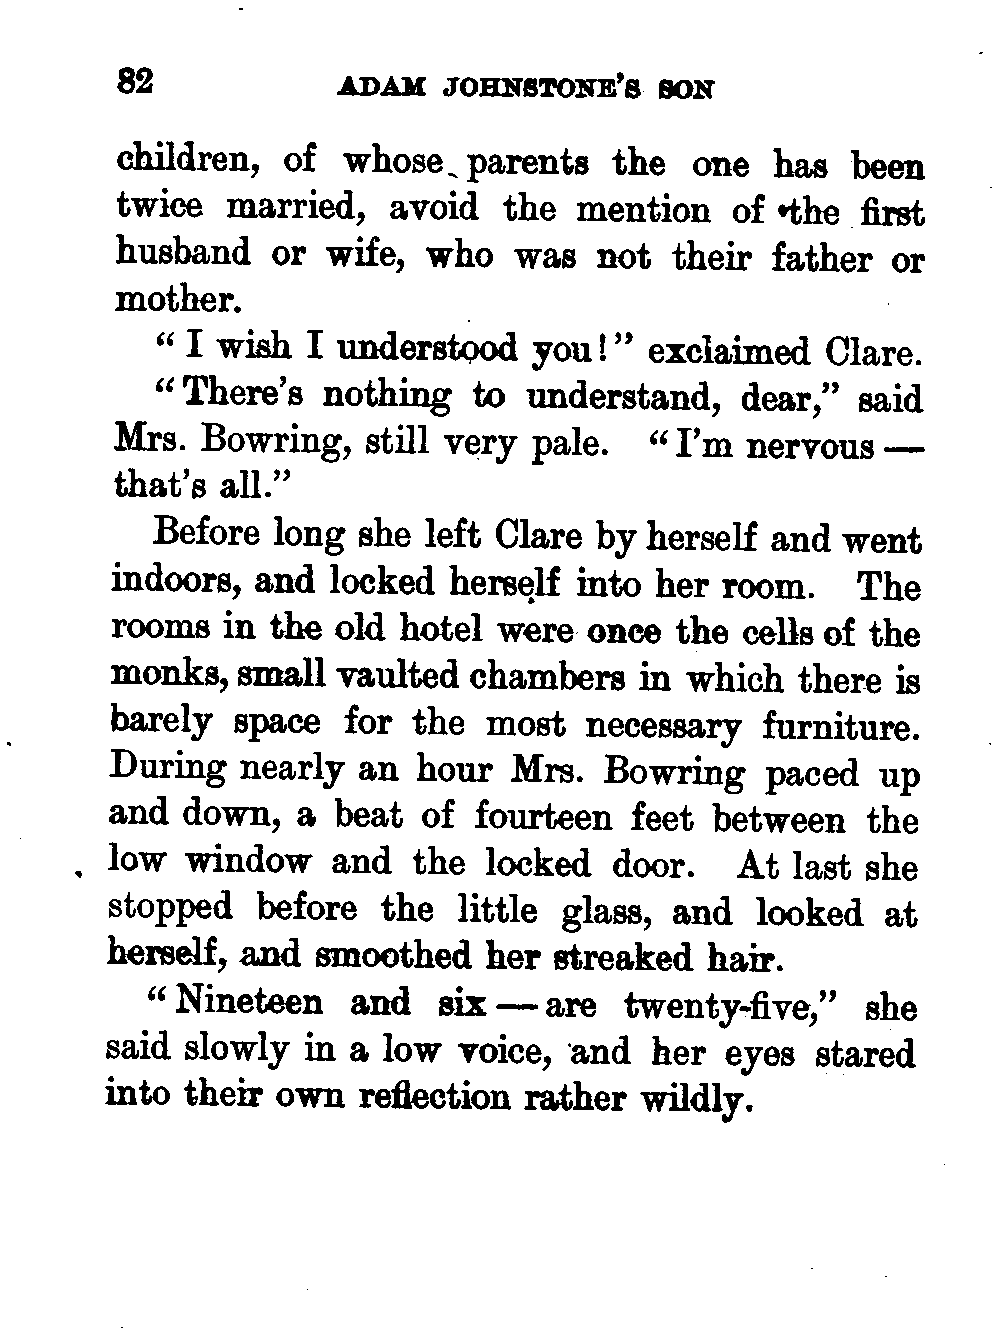 82 ADAM JOHNSTONE'S SON
children, of whose parents the one has been
twice married, avoid the mention of the first
husband or wife, who was not their father or
mother.
“I wish I understood you!” exclaimed Clare.
“There's nothing to understand, dear,” said
Mrs. Bowring, still very pale. “I'm nervous —
that's all.”
Before long she left Clare by herself and went
indoors, and locked herself into her room. The
rooms in the old hotel were once the cells of the
monks, small vaulted chambers in which there is
barely space for the most necessary furniture.
During nearly an hour Mrs. Bowring paced up
and down, a beat of fourteen feet between the
low window and the locked door. At last she
stopped before the little glass, and looked at
herself, and smoothed her streaked hair.
“Nineteen and six — are twenty-five,” she
said slowly in a low voice, and her eyes stared
into their own reflection rather wildly.